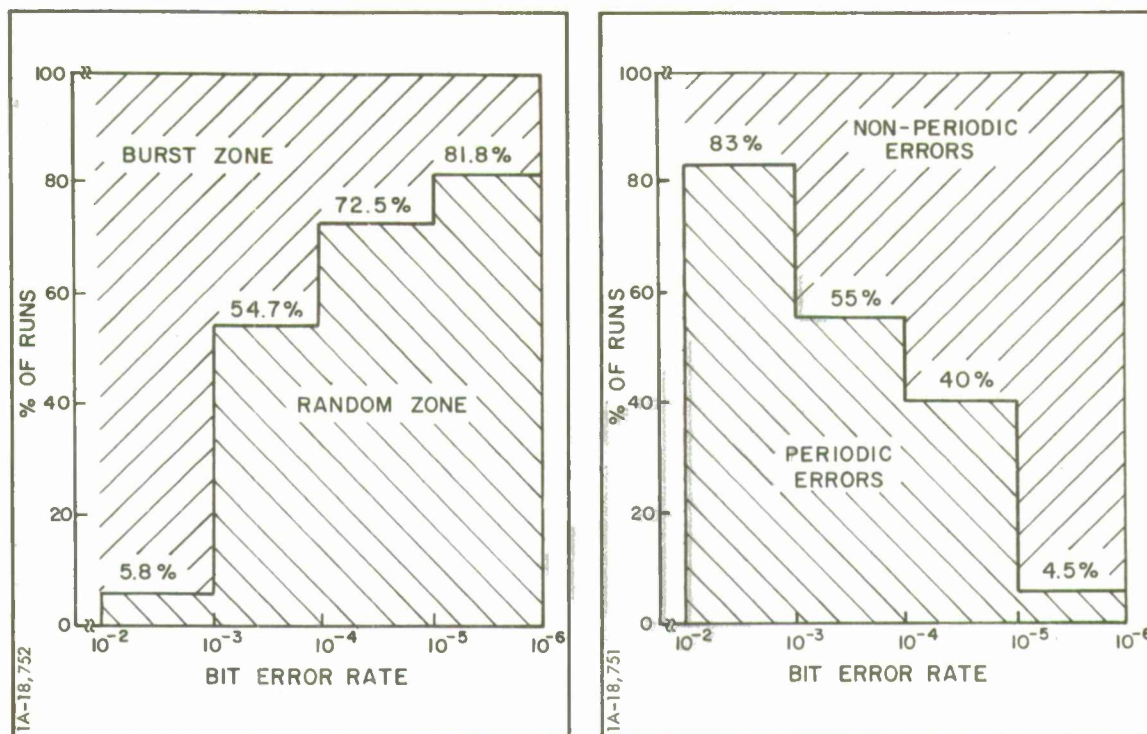 100
80
60
40
20
0
% OF RUNS
BURST ZONE
81.8%
72.5%
54.7%
RANDOM ZONE
5.8%
10⁻² 10⁻³ 10⁻⁴ 10⁻⁵ 10⁻⁶
BIT ERROR RATE
1A-18,752
100
80
60
40
20
0
% OF RUNS
NON-PERIODIC
ERRORS
83%
55%
40%
PERIODIC
ERRORS
4.5%
10⁻² 10⁻³ 10⁻⁴ 10⁻⁵ 10⁻⁶
BIT ERROR RATE
1A-18,751